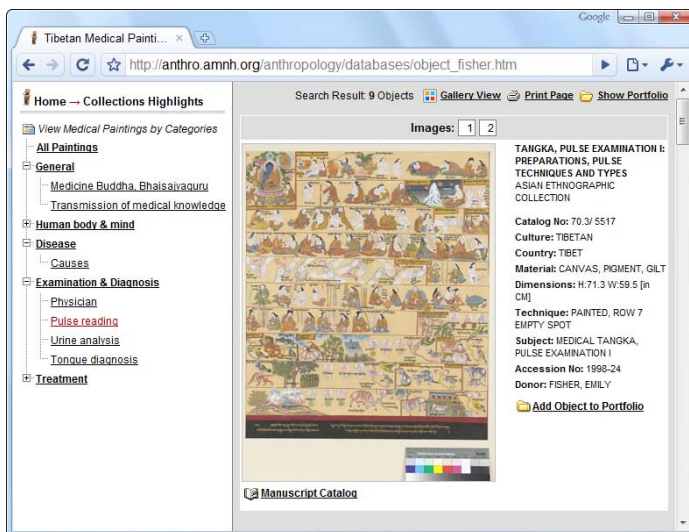 Google
Tibetan Medical Painti...
http://anthro.amnh.org/anthropology/databases/object_fisher.htm
Home → Collections Highlights
View Medical Paintings by Categories
All Paintings
General
Medicine Buddha, Bhaisajyaguru
Transmission of medical knowledge
Human body & mind
Disease
Causes
Examination & Diagnosis
Physician
Pulse reading
Urine analysis
Tongue diagnosis
Treatment
Search Result: 9 Objects Gallery View Print Page Show Portfolio
Images: 1 2
TANGKA, PULSE EXAMINATION I:
PREPARATIONS, PULSE
TECHNIQUES AND TYPES
ASIAN ETHNOGRAPHIC
COLLECTION
Catalog No: 70.3/ 5517
Culture: TIBETAN
Country: TIBET
Material: CANVAS, PIGMENT, GILT
Dimensions: H:71.3 W:59.5 [in
CM]
Technique: PAINTED, ROW 7
EMPTY SPOT
Subject: MEDICAL TANGKA,
PULSE EXAMINATION I
Accession No: 1998-24
Donor: FISHER, EMILY
Add Object to Portfolio
Manuscript Catalog